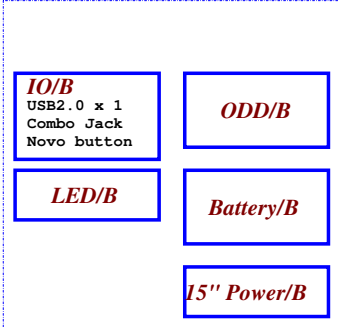 IO/B
USB2.0 x 1
Combo Jack
Novo button
ODD/B
LED/B
Battery/B
15" Power/B